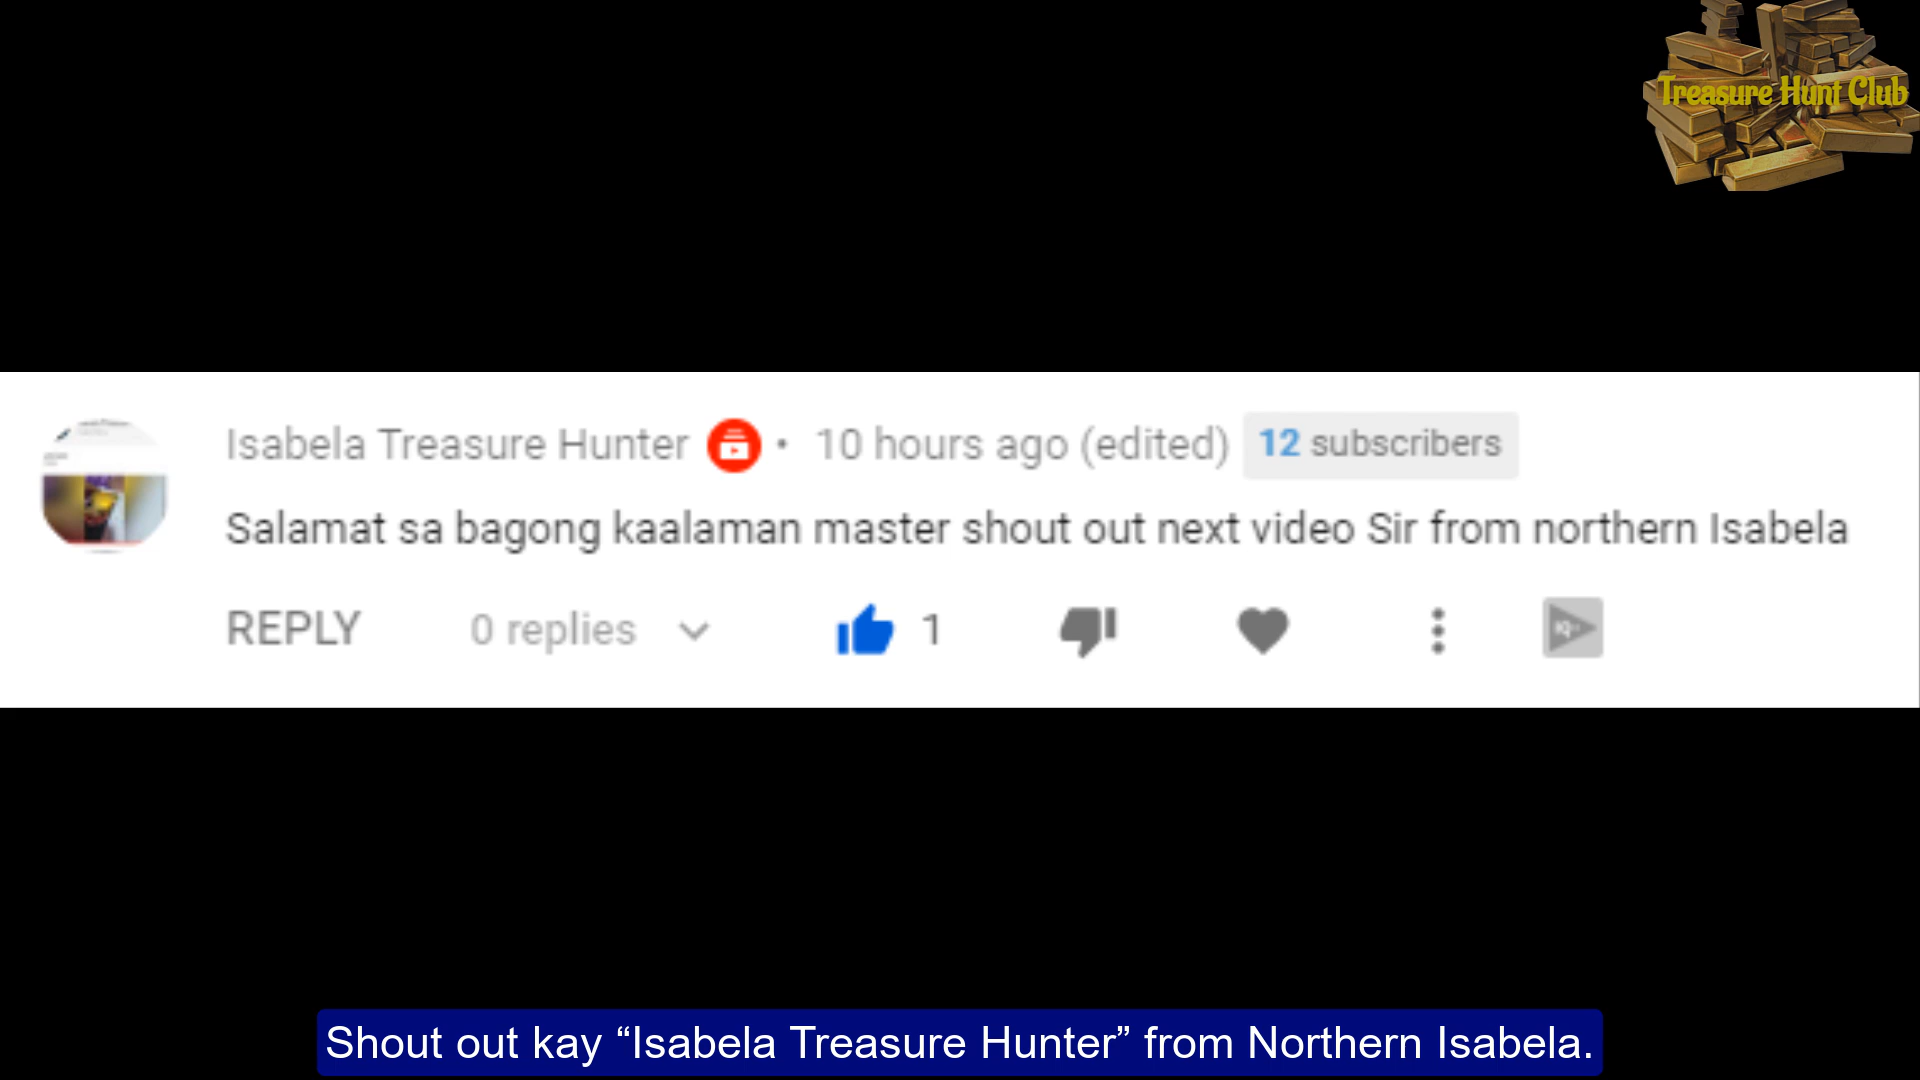 Treasure Hunt Club
Isabela Treasure Hunter • 10 hours ago (edited) 12 subscribers
Salamat sa bagong kaalaman master shout out next video Sir from northern Isabela
REPLY 0 replies 1
Shout out kay “Isabela Treasure Hunter” from Northern Isabela.